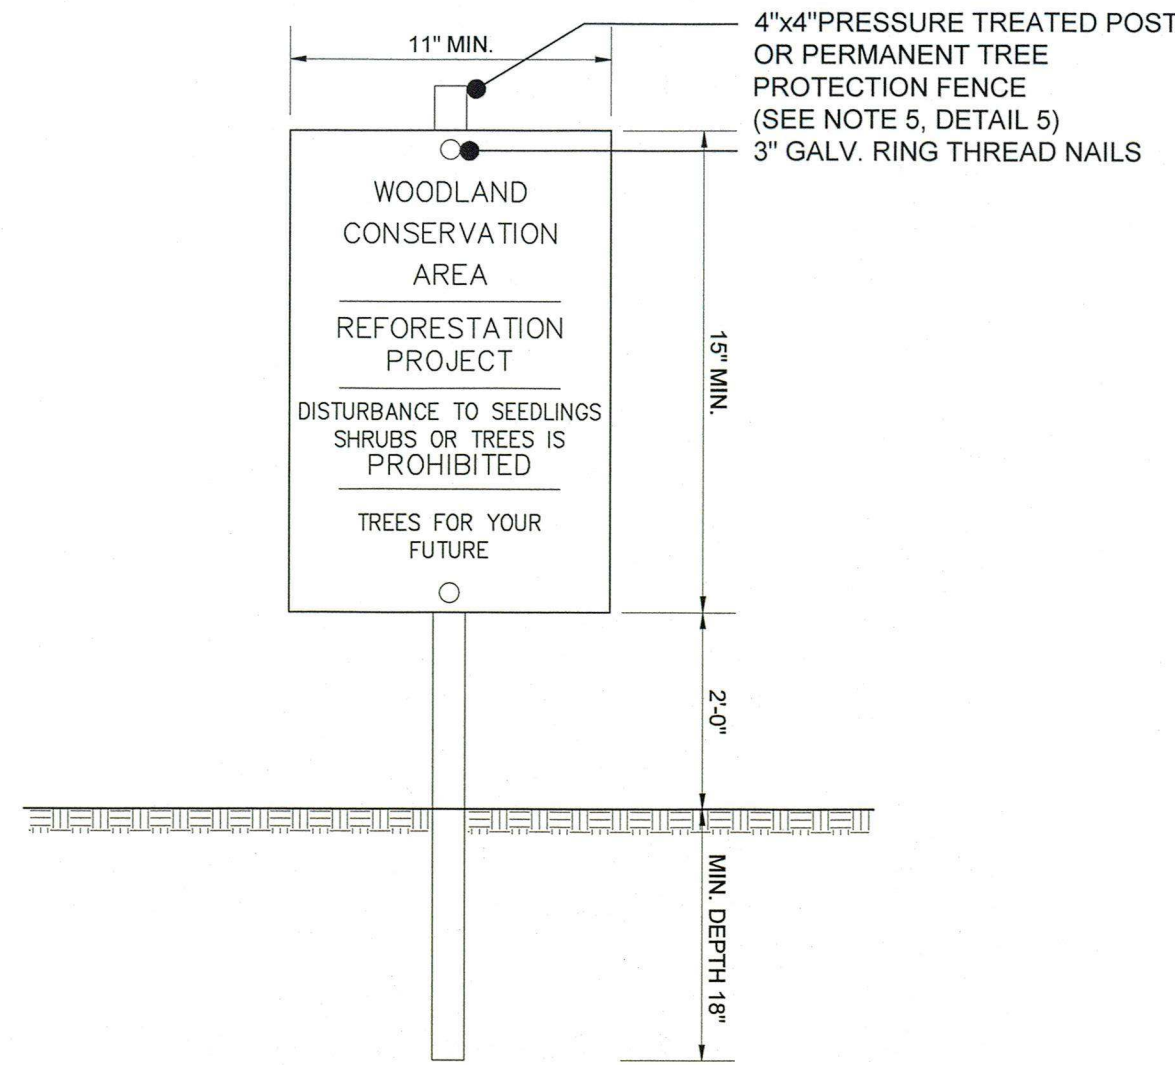 4"x4"PRESSURE TREATED POST
OR PERMANENT TREE
PROTECTION FENCE
(SEE NOTE 5, DETAIL 5)
3" GALV. RING THREAD NAILS
11" MIN.
WOODLAND
CONSERVATION
AREA
REFORESTATION
PROJECT
DISTURBANCE TO SEEDLINGS
SHRUBS OR TREES IS
PROHIBITED
TREES FOR YOUR
FUTURE
15" MIN.
2'-0"
MIN. DEPTH 18"